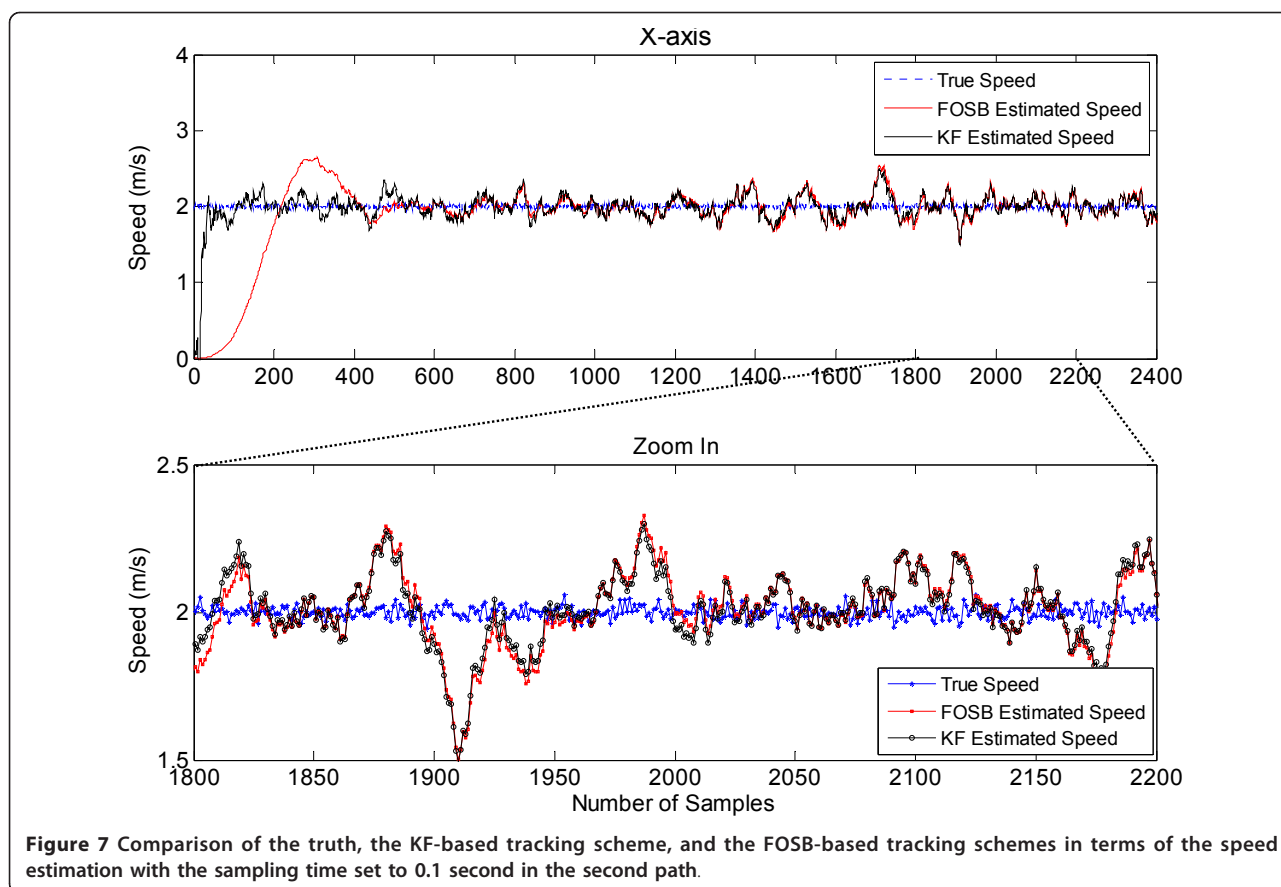 X-axis
4
3
2
1
0
Speed (m/s)
True Speed
FOSB Estimated Speed
KF Estimated Speed
0 200 400 600 800 1000 1200 1400 1600 1800 2000 2200 2400
Zoom In
2.5
2
1.5
Speed (m/s)
True Speed
FOSB Estimated Speed
KF Estimated Speed
1800 1850 1900 1950 2000 2050 2100 2150 2200
Number of Samples
Figure 7 Comparison of the truth, the KF-based tracking scheme, and the FOSB-based tracking schemes in terms of the speed
estimation with the sampling time set to 0.1 second in the second path.